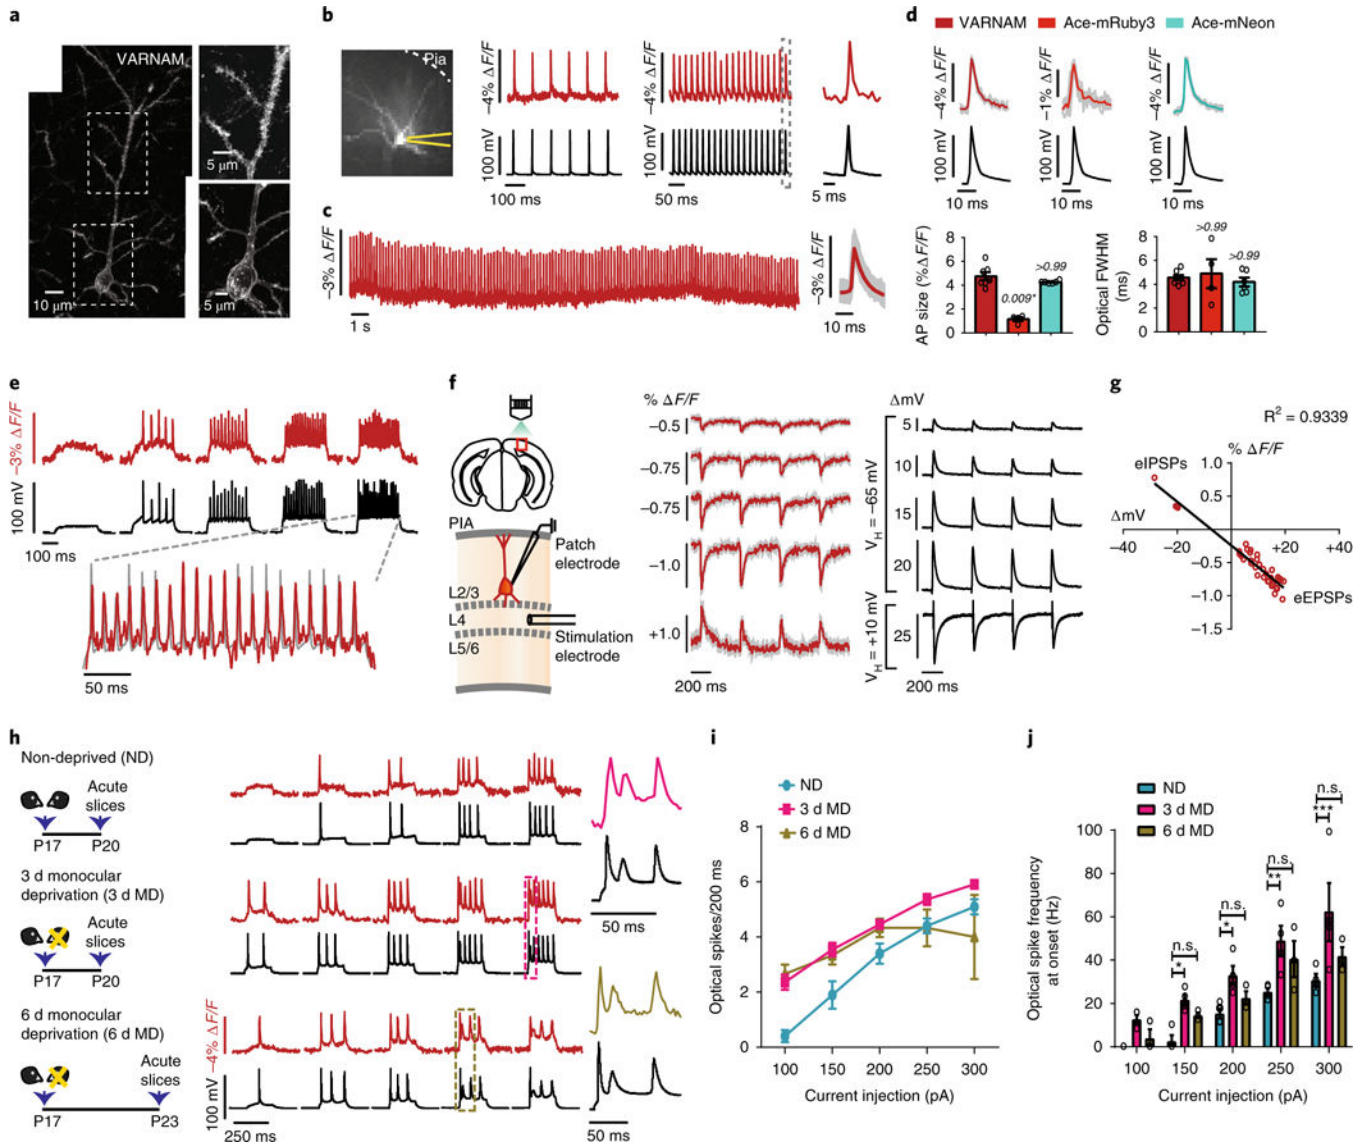 a
VARNAM
10 μm
5 μm
5 μm
b
Pia
−4% ΔF/F
100 mV
100 ms
−4% ΔF/F
100 mV
50 ms
5 ms
c
−3% ΔF/F
1 s
−3% ΔF/F
10 ms
d
VARNAM
Ace-mRuby3
Ace-mNeon
−4% ΔF/F
−1% ΔF/F
−4% ΔF/F
100 mV
100 mV
100 mV
10 ms
10 ms
10 ms
AP size (%ΔF/F)
6
4
2
0
0.009*
>0.99
Optical FWHM
(ms)
8
6
4
2
0
>0.99
>0.99
e
−3% ΔF/F
100 mV
100 ms
50 ms
f
PIA
Patch
electrode
L2/3
L4
L5/6
Stimulation
electrode
% ΔF/F
−0.5
−0.75
−0.75
−1.0
+1.0
200 ms
ΔmV
5
10
15
20
25
V_H = −65 mV
V_H = +10 mV
200 ms
g
R² = 0.9339
% ΔF/F
eIPSPs
1.0
0.5
ΔmV
−40
−20
+20
+40
−0.5
−1.0
−1.5
eEPSPs
h
Non-deprived (ND)
Acute
slices
P17
P20
3 d monocular
deprivation (3 d MD)
Acute
slices
P17
P20
6 d monocular
deprivation (6 d MD)
Acute
slices
P17
P23
−4% ΔF/F
100 mV
250 ms
50 ms
50 ms
i
ND
3 d MD
6 d MD
Optical spikes/200 ms
8
6
4
2
0
100
150
200
250
300
Current injection (pA)
j
ND
3 d MD
6 d MD
Optical spike frequency
at onset (Hz)
100
80
60
40
20
0
n.s.
*
n.s.
*
n.s.
**
n.s.
***
100
150
200
250
300
Current injection (pA)